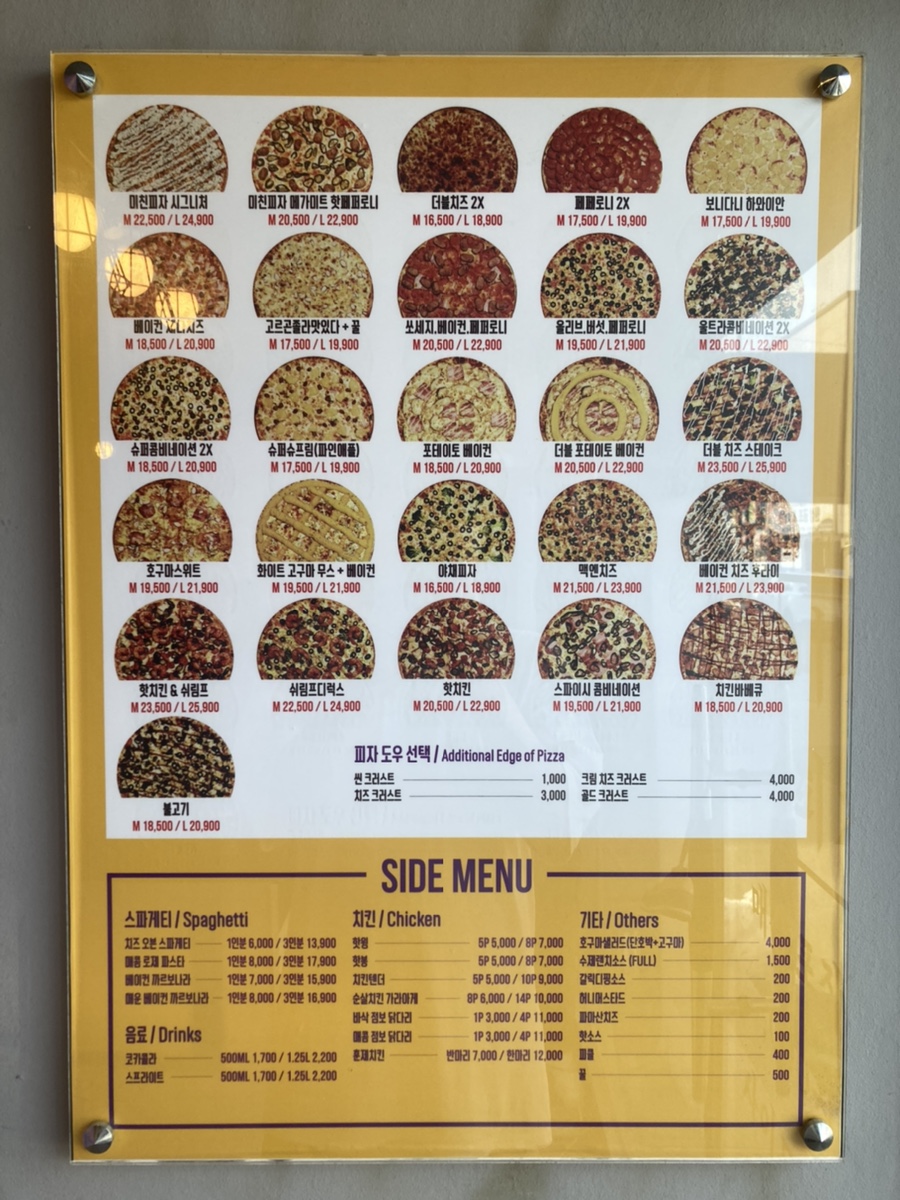 미친피자 시그니처
M 22,500 / L 24,900
미친피자 메가이트 핫페퍼로니
M 20,500 / L 22,900
더블치즈 2X
M 16,500 / L 18,900
페페로니 2X
M 17,500 / L 19,900
보니다니 하와이안
M 17,500 / L 19,900
베이컨
M 18,500 / L 20,900
고르곤졸라맛있다 + 꿀
M 17,500 / L 19,900
쏘세지.베이컨.페퍼로니
M 20,500 / L 22,900
올리브.버섯.페퍼로니
M 19,500 / L 21,900
울트라콤비네이션 2X
M 20,500 / L 22,900
슈퍼콤비네이션 2X
M 18,500 / L 20,900
슈퍼슈프림(파인애플)
M 17,500 / L 19,900
포테이토 베이컨
M 18,500 / L 20,900
더블 포테이토 베이컨
M 20,500 / L 22,900
더블 치즈 스테이크
M 23,500 / L 25,900
호구마스위트
M 19,500 / L 21,900
화이트 고구마 무스 + 베이컨
M 19,500 / L 21,900
야채피자
M 16,500 / L 18,900
맥앤치즈
M 21,500 / L 23,900
베이컨 치즈 후라이
M 21,500 / L 23,900
핫치킨 & 쉬림프
M 23,500 / L 25,900
쉬림프디럭스
M 22,500 / L 24,900
핫치킨
M 20,500 / L 22,900
스파이시 콤비네이션
M 19,500 / L 21,900
치킨바베큐
M 18,500 / L 20,900
불고기
M 18,500 / L 20,900
피자 도우 선택 / Additional Edge of Pizza
씬 크러스트 1,000
치즈 크러스트 3,000
크림 치즈 크러스트 4,000
골드 크러스트 4,000
SIDE MENU
스파게티 / Spaghetti
치즈 오븐 스파게티 1인분 6,000 / 3인분 13,900
매콤 로제 파스타 1인분 8,000 / 3인분 17,900
베이컨 까르보나라 1인분 7,000 / 3인분 15,900
매운 베이컨 까르보나라 1인분 8,000 / 3인분 16,900
음료 / Drinks
코카콜라 500ML 1,700 / 1.25L 2,200
스프라이트 500ML 1,700 / 1.25L 2,200
치킨 / Chicken
핫윙 5P 5,000 / 8P 7,000
핫봉 5P 5,000 / 8P 7,000
치킨텐더 5P 5,000 / 10P 9,000
순살치킨 가라아게 8P 6,000 / 14P 10,000
바삭 점보 닭다리 1P 3,000 / 4P 11,000
매콤 점보 닭다리 1P 3,000 / 4P 11,000
훈제치킨 반마리 7,000 / 한마리 12,000
기타 / Others
호구마샐러드(단호박+고구마) 4,000
수제랜치소스 (FULL) 1,500
갈릭디핑소스 200
허니머스타드 200
파마산치즈 200
핫소스 100
피클 400
꿀 500